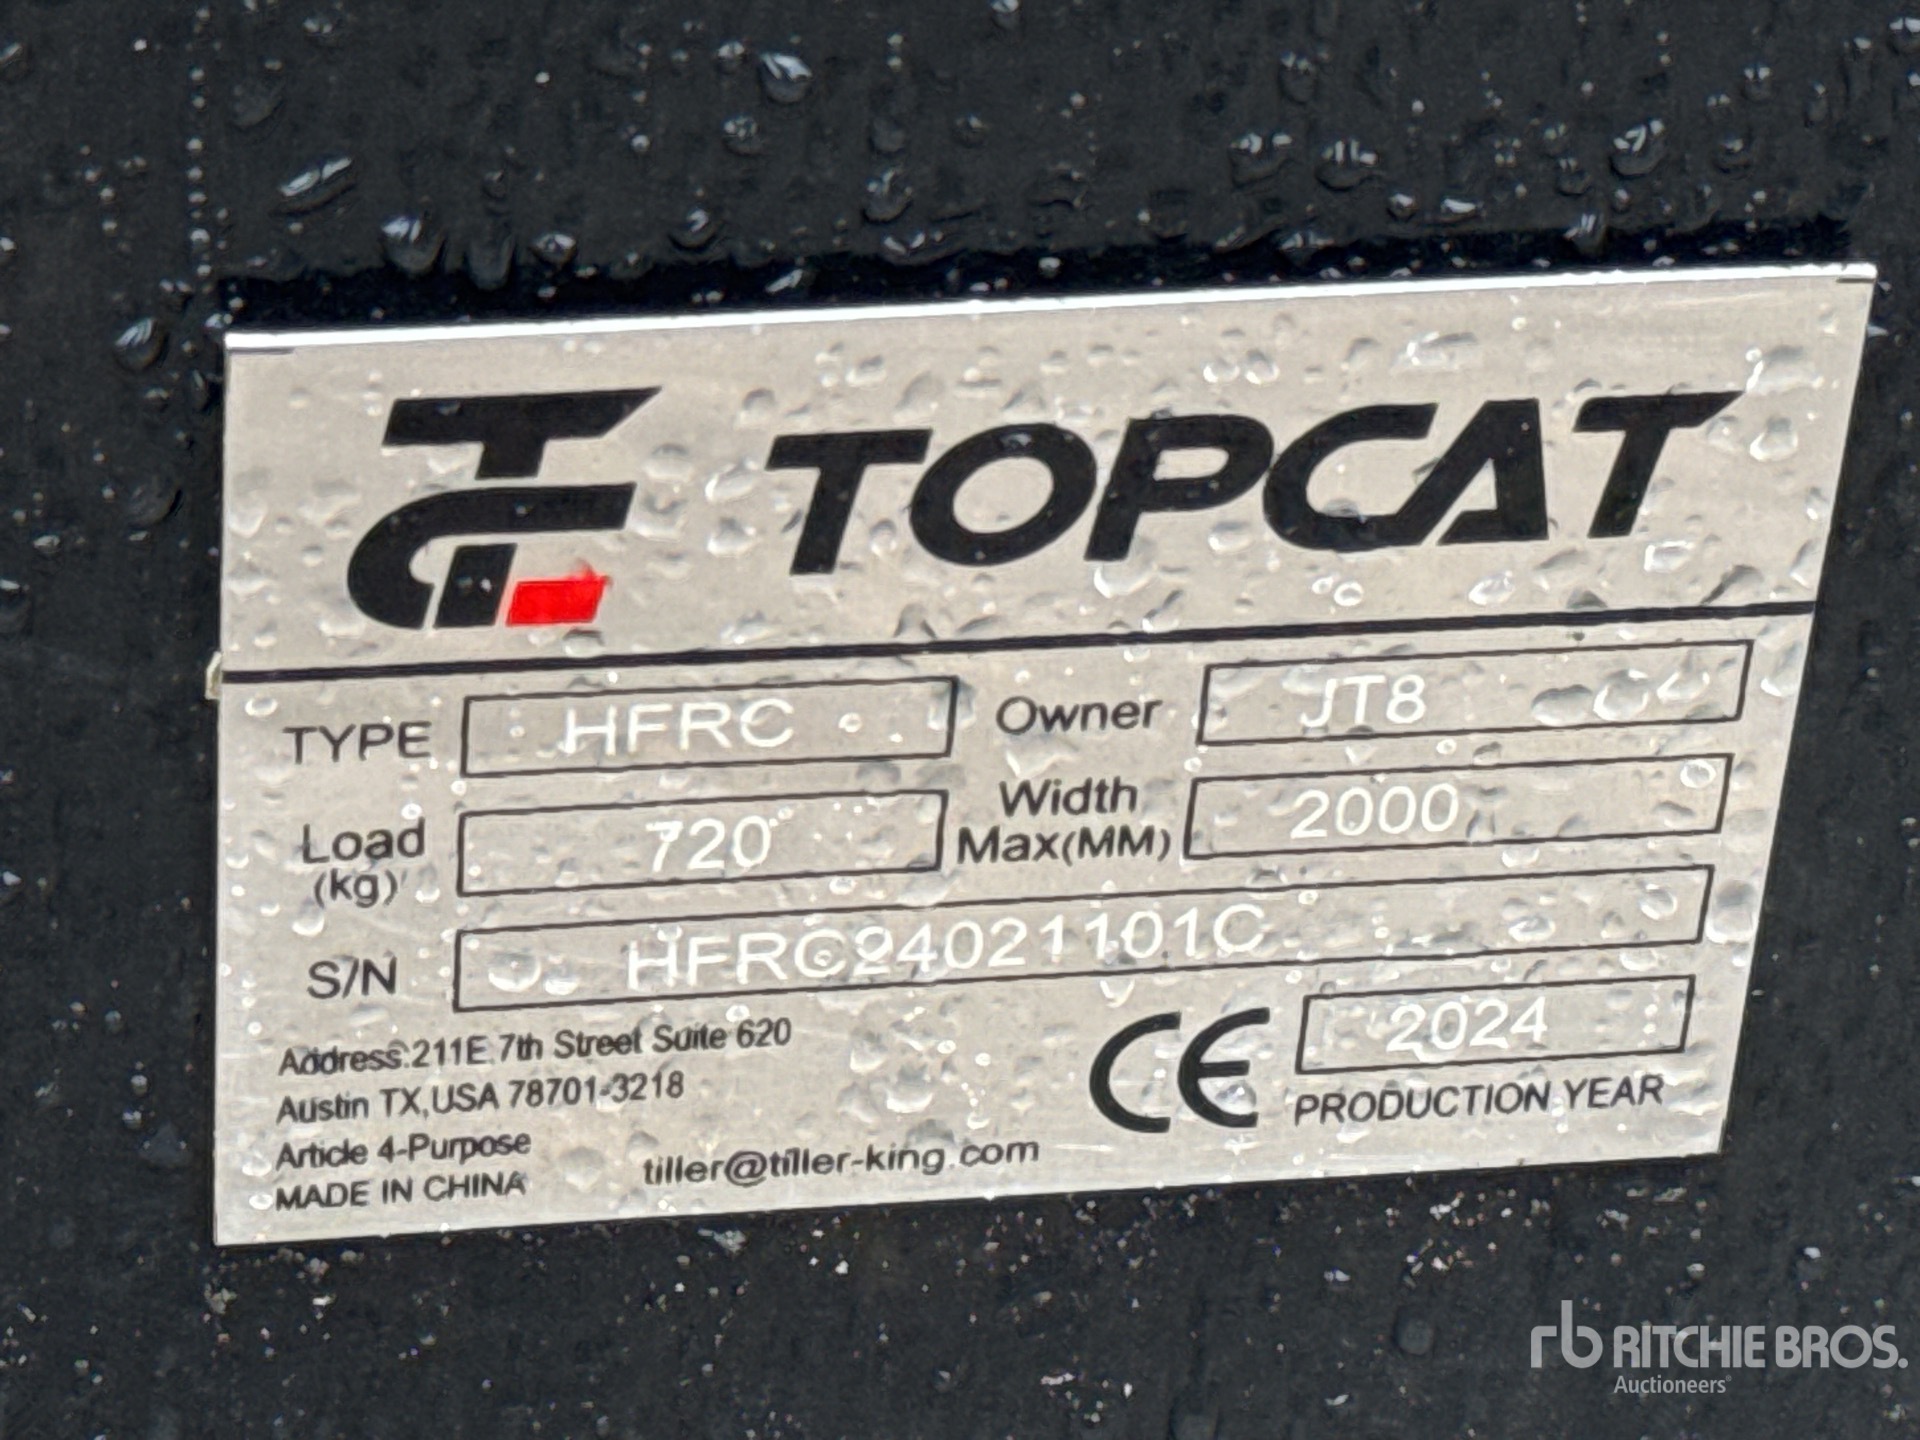 TC TOPCAT
TYPE HFRC Owner JT8
Load (kg) 720 Width Max(MM) 2000
S/N HFRC24021101C
Address:211E 7th Street Suite 620
Austin TX,USA 78701-3218
Article 4-Purpose
MADE IN CHINA
tiller@tiller-king.com
CE 2024
PRODUCTION YEAR
rb RITCHIE BROS.
Auctioneers